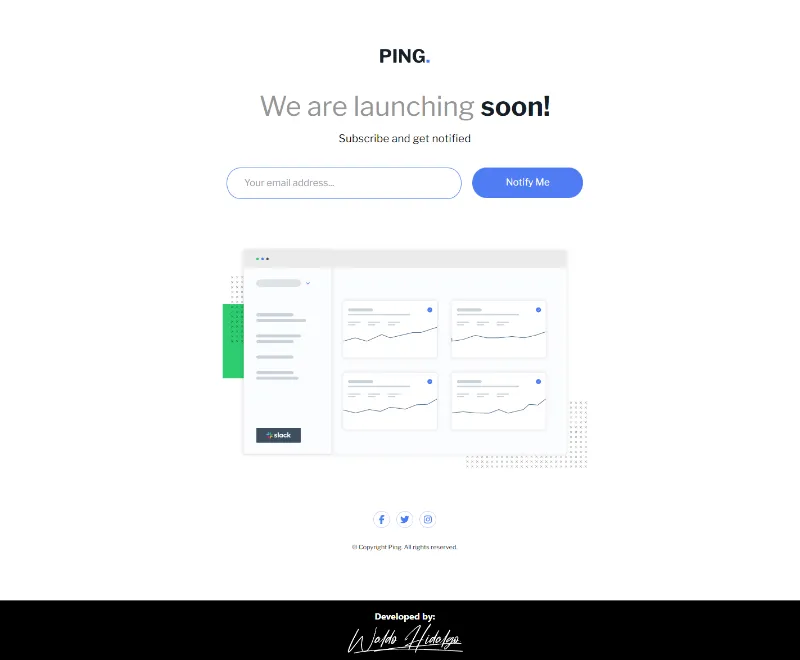 PING.
We are launching soon!
Subscribe and get notified
Your email address...
Notify Me
slack
© Copyright Ping. All rights reserved.
Developed by:
Waldo Hidalgo